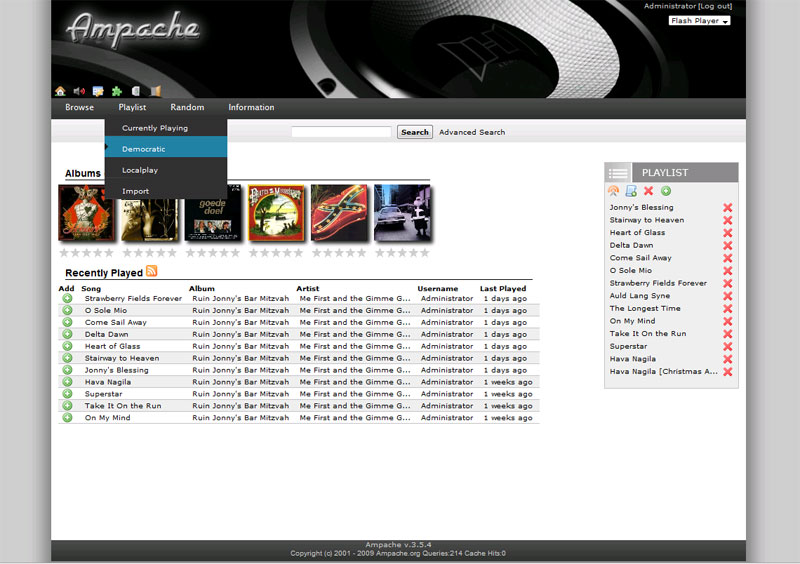 Administrator [Log out]
Ampache
Flash Player
Browse Playlist Random Information
Currently Playing
Democratic
Localplay
Import
Search Advanced Search
Albums
goede
doel
Recently Played
Add Song Album Artist Username Last Played
Strawberry Fields Forever Ruin Jonny's Bar Mitzvah Me First and the Gimme G... Administrator 1 days ago
O Sole Mio Ruin Jonny's Bar Mitzvah Me First and the Gimme G... Administrator 1 days ago
Come Sail Away Ruin Jonny's Bar Mitzvah Me First and the Gimme G... Administrator 1 days ago
Delta Dawn Ruin Jonny's Bar Mitzvah Me First and the Gimme G... Administrator 1 days ago
Heart of Glass Ruin Jonny's Bar Mitzvah Me First and the Gimme G... Administrator 1 days ago
Stairway to Heaven Ruin Jonny's Bar Mitzvah Me First and the Gimme G... Administrator 1 days ago
Jonny's Blessing Ruin Jonny's Bar Mitzvah Me First and the Gimme G... Administrator 1 days ago
Hava Nagila Ruin Jonny's Bar Mitzvah Me First and the Gimme G... Administrator 1 weeks ago
Superstar Ruin Jonny's Bar Mitzvah Me First and the Gimme G... Administrator 1 weeks ago
Take It On the Run Ruin Jonny's Bar Mitzvah Me First and the Gimme G... Administrator 1 weeks ago
On My Mind Ruin Jonny's Bar Mitzvah Me First and the Gimme G... Administrator 1 weeks ago
PLAYLIST
Jonny's Blessing
Stairway to Heaven
Heart of Glass
Delta Dawn
Come Sail Away
O Sole Mio
Strawberry Fields Forever
Auld Lang Syne
The Longest Time
On My Mind
Take It On the Run
Superstar
Hava Nagila
Hava Nagila [Christmas A...
Ampache v.3.5.4
Copyright (c) 2001 - 2009 Ampache.org Queries:214 Cache Hits:0